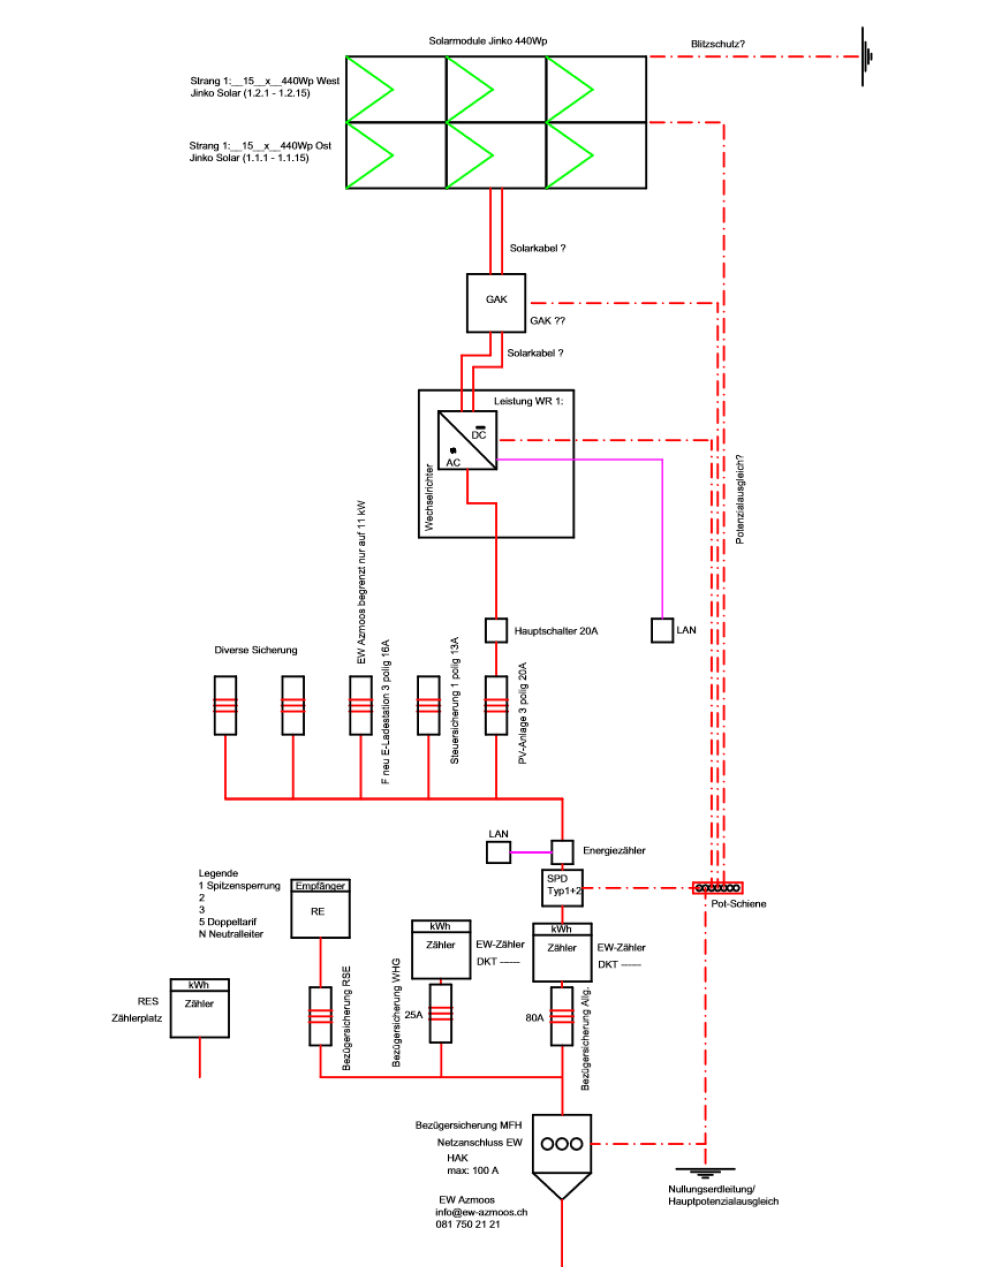 Solarmodule Jinko 440Wp
Blitzschutz?
Strang 1:__15__x__440Wp West
Jinko Solar (1.2.1 - 1.2.15)
Strang 1:__15__x__440Wp Ost
Jinko Solar (1.1.1 - 1.1.15)
Solarkabel ?
GAK
GAK ??
Solarkabel ?
Leistung WR 1:
DC
AC
Wechselrichter
Potenzialausgleich?
Hauptschalter 20A
LAN
Diverse Sicherung
EW Azmoos begrenzt nur auf 11 kW
F neu E-Ladestation 3 polig 16A
Steuersicherung 1 polig 13A
PV-Anlage 3 polig 20A
LAN
Energiezähler
SPD
Typ1+2
Pot-Schiene
Legende
1 Spitzensperrung
2
3
5 Doppeltarif
N Neutralleiter
Empfänger
RE
kWh
Zähler
EW-Zähler
DKT -----
kWh
Zähler
EW-Zähler
DKT -----
kWh
Zähler
RES
Zählerplatz
Bezügersicherung RSE
Bezügersicherung WHG
25A
80A
Bezügersicherung Allg.
Bezügersicherung MFH
Netzanschluss EW
HAK
max: 100 A
EW Azmoos
info@ew-azmoos.ch
081 750 21 21
Nullungserdleitung/
Hauptpotenzialausgleich